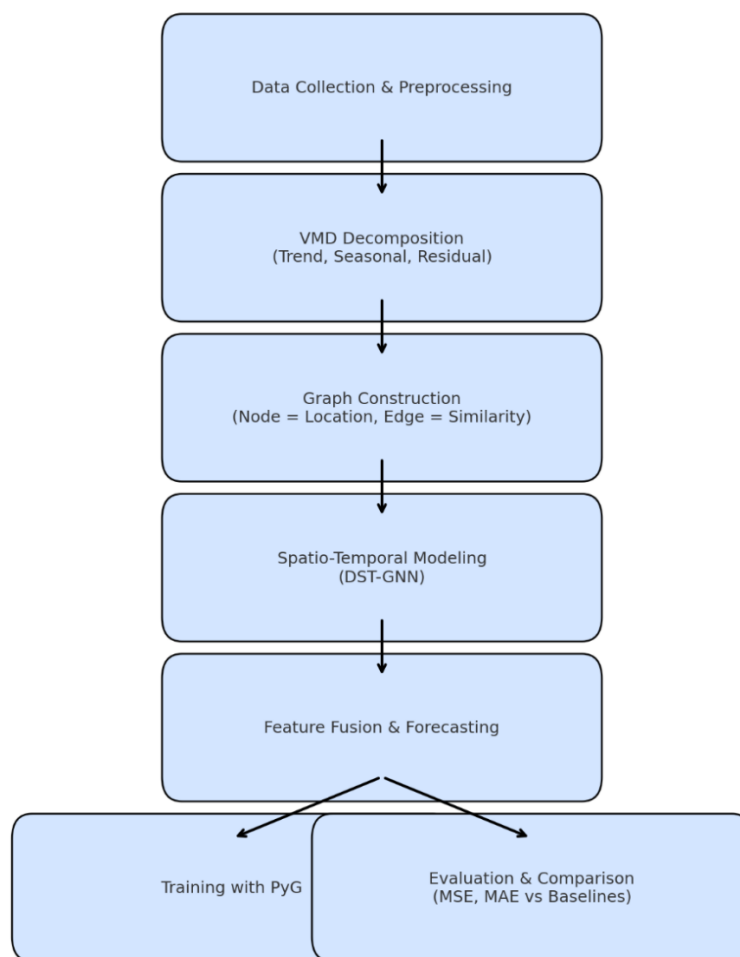 Data Collection & Preprocessing
VMD Decomposition
(Trend, Seasonal, Residual)
Graph Construction
(Node = Location, Edge = Similarity)
Spatio-Temporal Modeling
(DST-GNN)
Feature Fusion & Forecasting
Training with PyG
Evaluation & Comparison
(MSE, MAE vs Baselines)